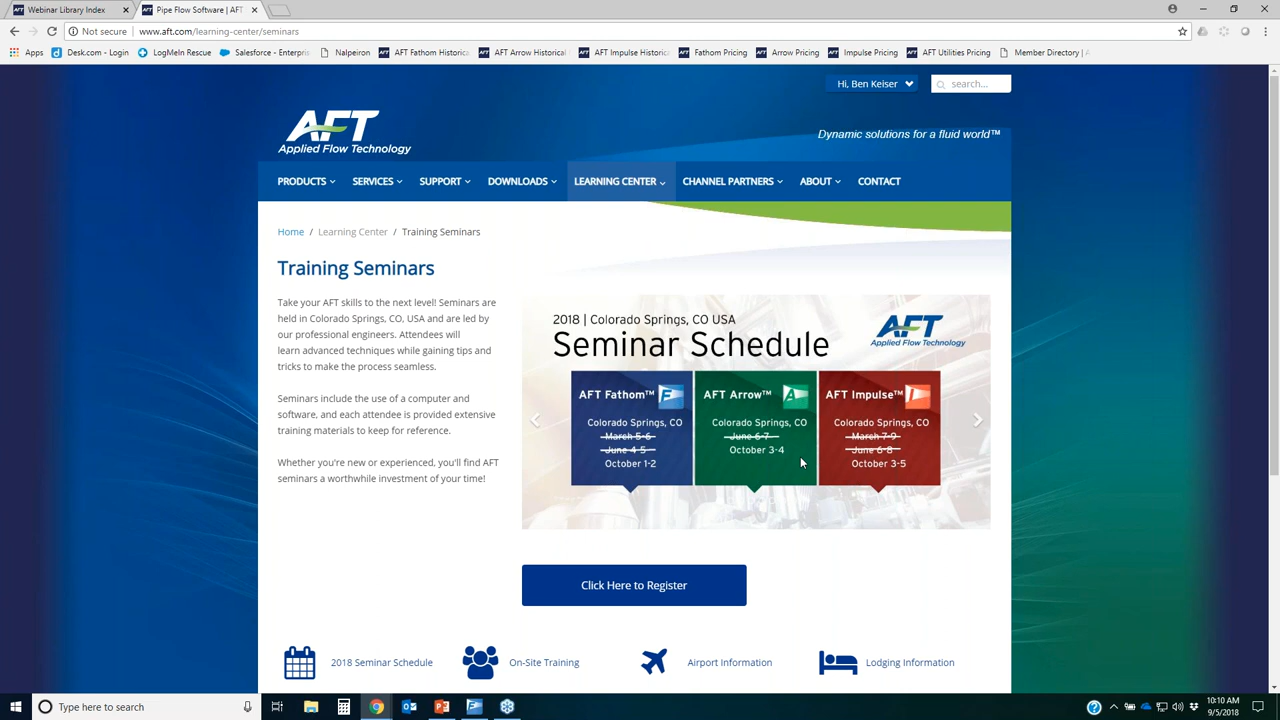 Webinar Library Index
Pipe Flow Software | AFT
Not secure | www.aft.com/learning-center/seminars
Apps
Desk.com - Login
LogMeIn Rescue
Salesforce - Enterpris
Nalpeiron
AFT Fathom Historica
AFT Arrow Historical
AFT Impulse Historic
Fathom Pricing
Arrow Pricing
Impulse Pricing
AFT Utilities Pricing
Member Directory | A
Hi, Ben Keiser
search...
AFT
Applied Flow Technology
Dynamic solutions for a fluid world™
PRODUCTS
SERVICES
SUPPORT
DOWNLOADS
LEARNING CENTER
CHANNEL PARTNERS
ABOUT
CONTACT
Home / Learning Center / Training Seminars
Training Seminars
Take your AFT skills to the next level! Seminars are
held in Colorado Springs, CO, USA and are led by
our professional engineers. Attendees will
learn advanced techniques while gaining tips and
tricks to make the process seamless.
Seminars include the use of a computer and
software, and each attendee is provided extensive
training materials to keep for reference.
Whether you're new or experienced, you'll find AFT
seminars a worthwhile investment of your time!
2018 | Colorado Springs, CO USA
Seminar Schedule
AFT
Applied Flow Technology
AFT Fathom™ F
Colorado Springs, CO
March 5-6
June 4-5
October 1-2
AFT Arrow™ A
Colorado Springs, CO
June 6-7
October 3-4
AFT Impulse™ I
Colorado Springs, CO
March 7-9
June 6-8
October 3-5
Click Here to Register
2018 Seminar Schedule
On-Site Training
Airport Information
Lodging Information
Type here to search
10:10 AM
9/5/2018